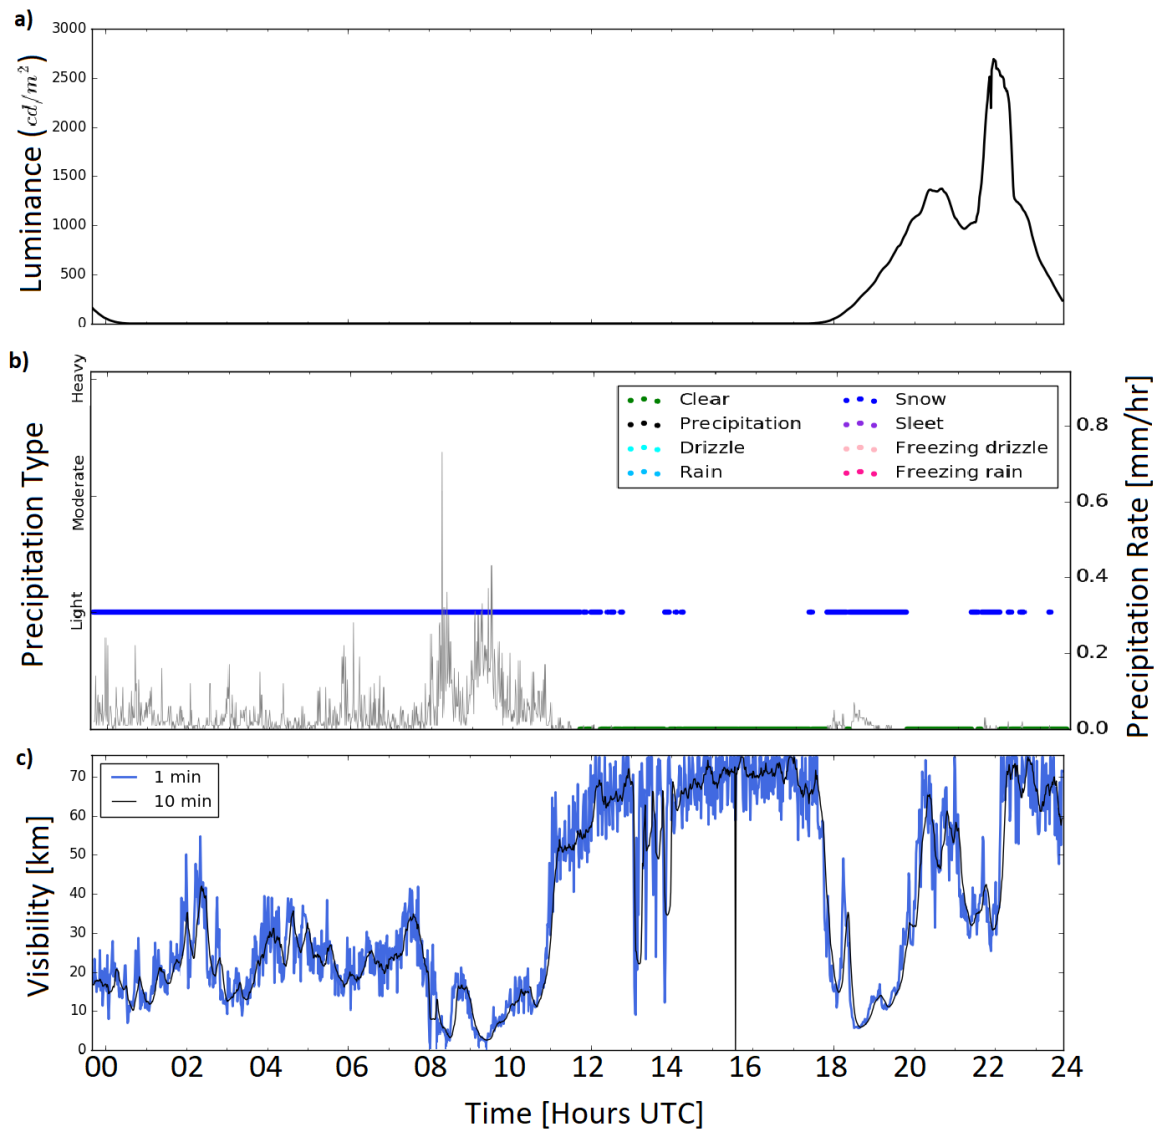 a)
Luminance (cd/m²)
3000
2500
2000
1500
1000
500
0
b)
Precipitation Type
Heavy
Moderate
Light
Clear
Precipitation
Drizzle
Rain
Snow
Sleet
Freezing drizzle
Freezing rain
0.8
0.6
0.4
0.2
0.0
Precipitation Rate [mm/hr]
c)
Visibility [km]
70
60
50
40
30
20
10
0
1 min
10 min
00 02 04 06 08 10 12 14 16 18 20 22 24
Time [Hours UTC]